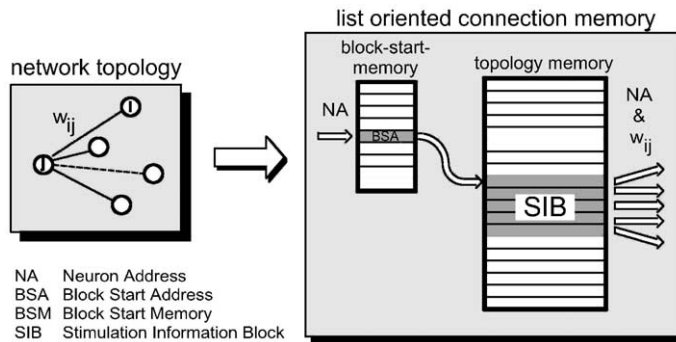 network topology
w ij
I
J
NA Neuron Address
BSA Block Start Address
BSM Block Start Memory
SIB Stimulation Information Block
list oriented connection memory
block-start-
memory
topology memory
NA
BSA
SIB
NA
&
w ij